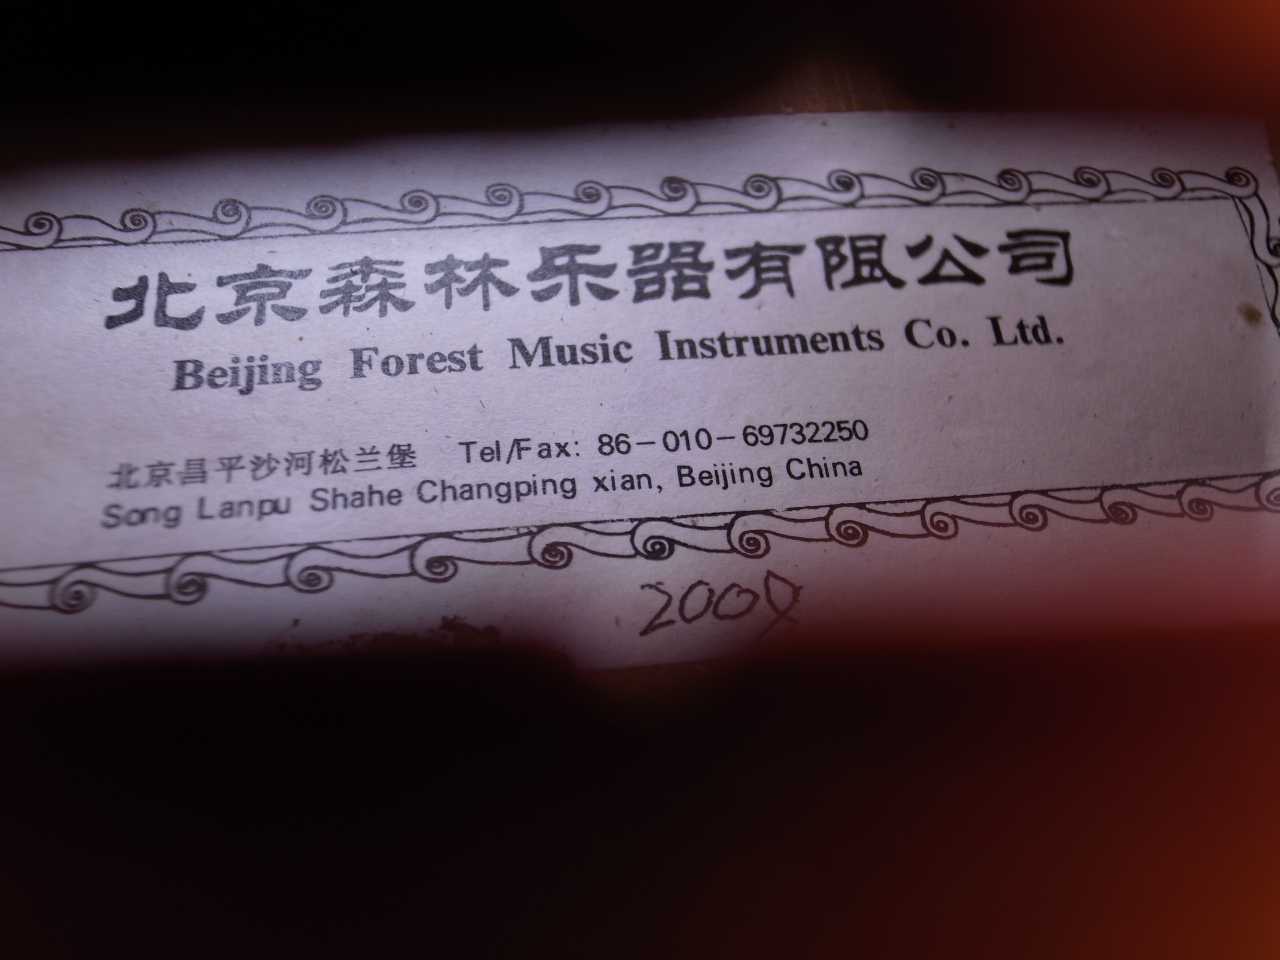 北京森林乐器有限公司
Beijing Forest Music Instruments Co. Ltd.
北京昌平沙河松兰堡 Tel/Fax: 86-010-69732250
Song Lanpu Shahe Changping xian, Beijing China